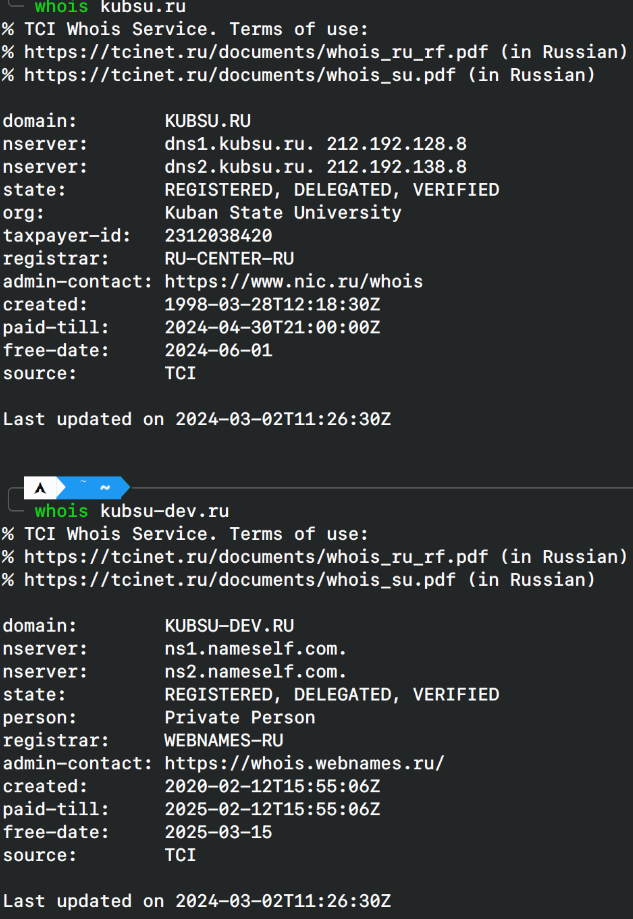 whois kubsu.ru
% TCI Whois Service. Terms of use:
% https://tcinet.ru/documents/whois_ru_rf.pdf (in Russian)
% https://tcinet.ru/documents/whois_su.pdf (in Russian)
domain: KUBSU.RU
nserver: dns1.kubsu.ru. 212.192.128.8
nserver: dns2.kubsu.ru. 212.192.138.8
state: REGISTERED, DELEGATED, VERIFIED
org: Kuban State University
taxpayer-id: 2312038420
registrar: RU-CENTER-RU
admin-contact: https://www.nic.ru/whois
created: 1998-03-28T12:18:30Z
paid-till: 2024-04-30T21:00:00Z
free-date: 2024-06-01
source: TCI
Last updated on 2024-03-02T11:26:30Z
~
whois kubsu-dev.ru
% TCI Whois Service. Terms of use:
% https://tcinet.ru/documents/whois_ru_rf.pdf (in Russian)
% https://tcinet.ru/documents/whois_su.pdf (in Russian)
domain: KUBSU-DEV.RU
nserver: ns1.nameself.com.
nserver: ns2.nameself.com.
state: REGISTERED, DELEGATED, VERIFIED
person: Private Person
registrar: WEBNAMES-RU
admin-contact: https://whois.webnames.ru/
created: 2020-02-12T15:55:06Z
paid-till: 2025-02-12T15:55:06Z
free-date: 2025-03-15
source: TCI
Last updated on 2024-03-02T11:26:30Z